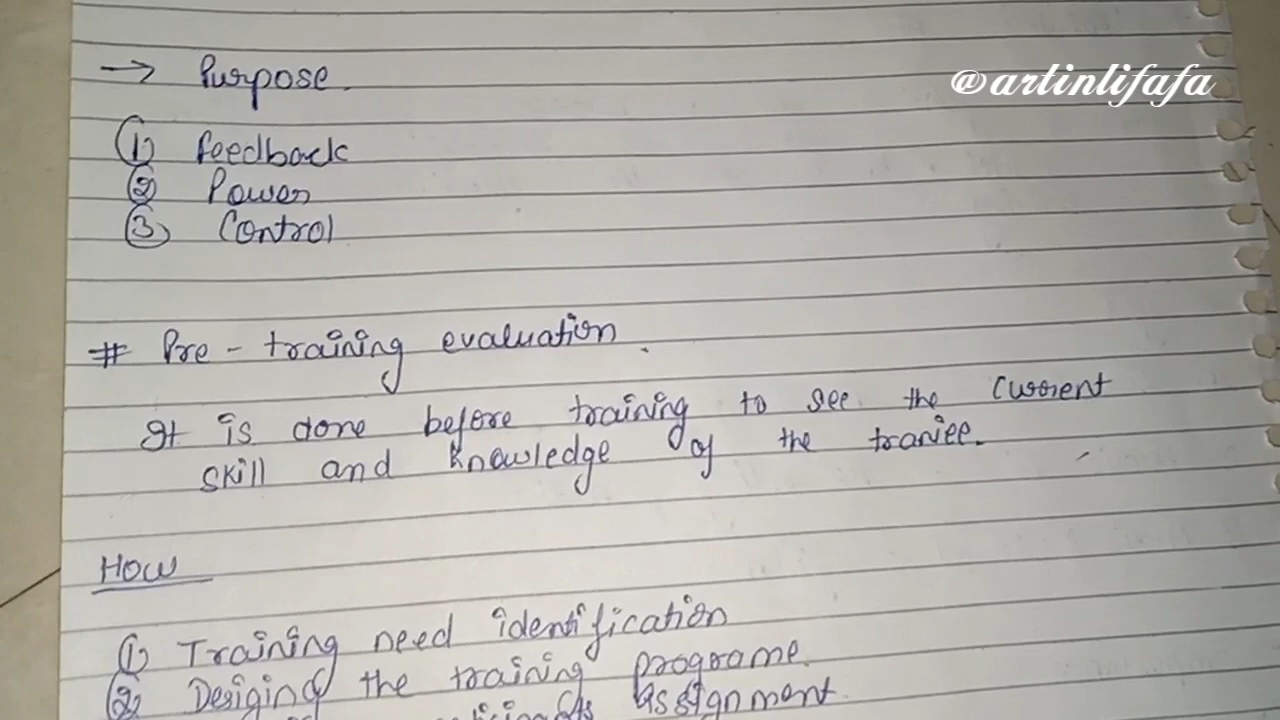 @artinlifafa
→ Purpose.
① Feedback
② Power
③ Control
# Pre - training evaluation.
It is done before training to see the current
skill and knowledge of the traniee.
How
① Training need identification
② Desiging the training programe.
assignment